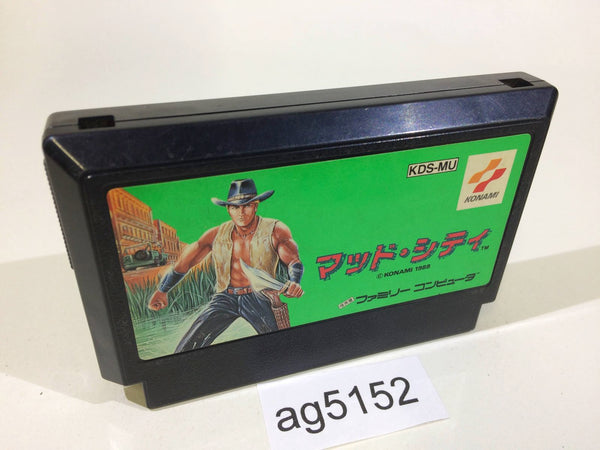 KDS-MU
KONAMI
マッド・シティ™
© KONAMI 1988
ファミリー コンピュータ
ag5152